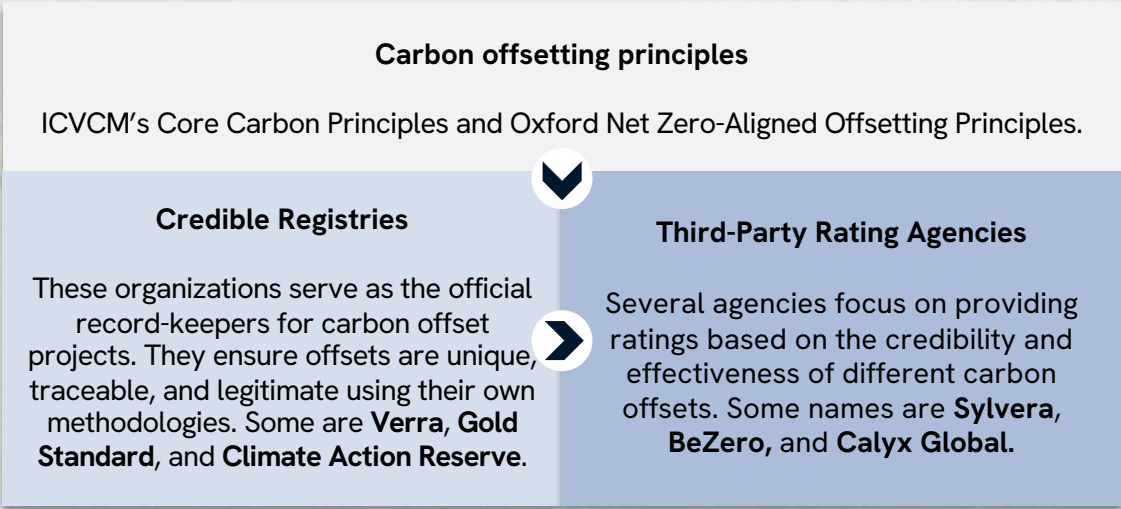 Carbon offsetting principles
ICVCM's Core Carbon Principles and Oxford Net Zero-Aligned Offsetting Principles.
Credible Registries
These organizations serve as the official
record-keepers for carbon offset
projects. They ensure offsets are unique,
traceable, and legitimate using their own
methodologies. Some are Verra, Gold
Standard, and Climate Action Reserve.
Third-Party Rating Agencies
Several agencies focus on providing
ratings based on the credibility and
effectiveness of different carbon
offsets. Some names are Sylvera,
BeZero, and Calyx Global.